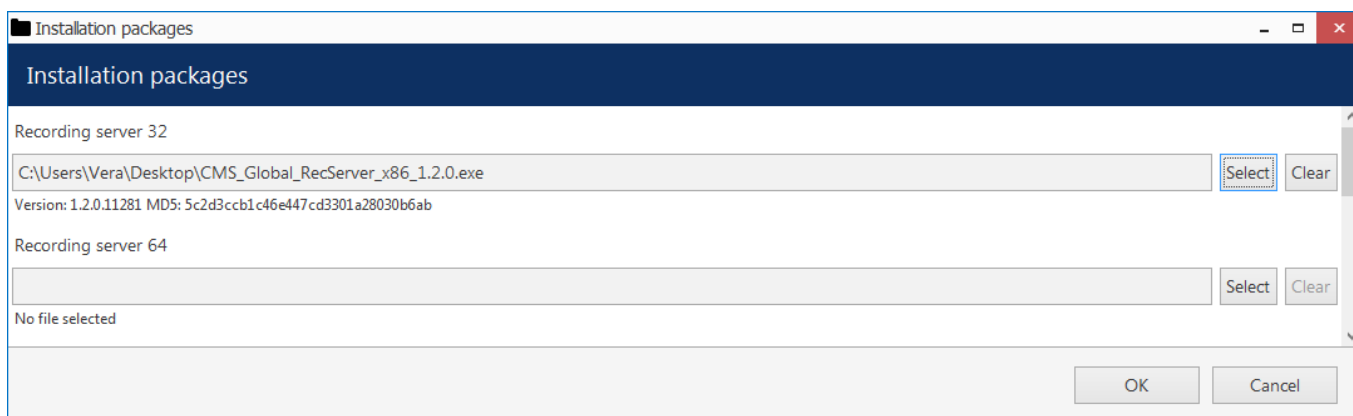 Installation packages
Installation packages
Recording server 32
C:\Users\Vera\Desktop\CMS_Global_RecServer_x86_1.2.0.exe
Select
Clear
Version: 1.2.0.11281 MD5: 5c2d3ccb1c46e447cd3301a28030b6ab
Recording server 64
Select
Clear
No file selected
OK
Cancel